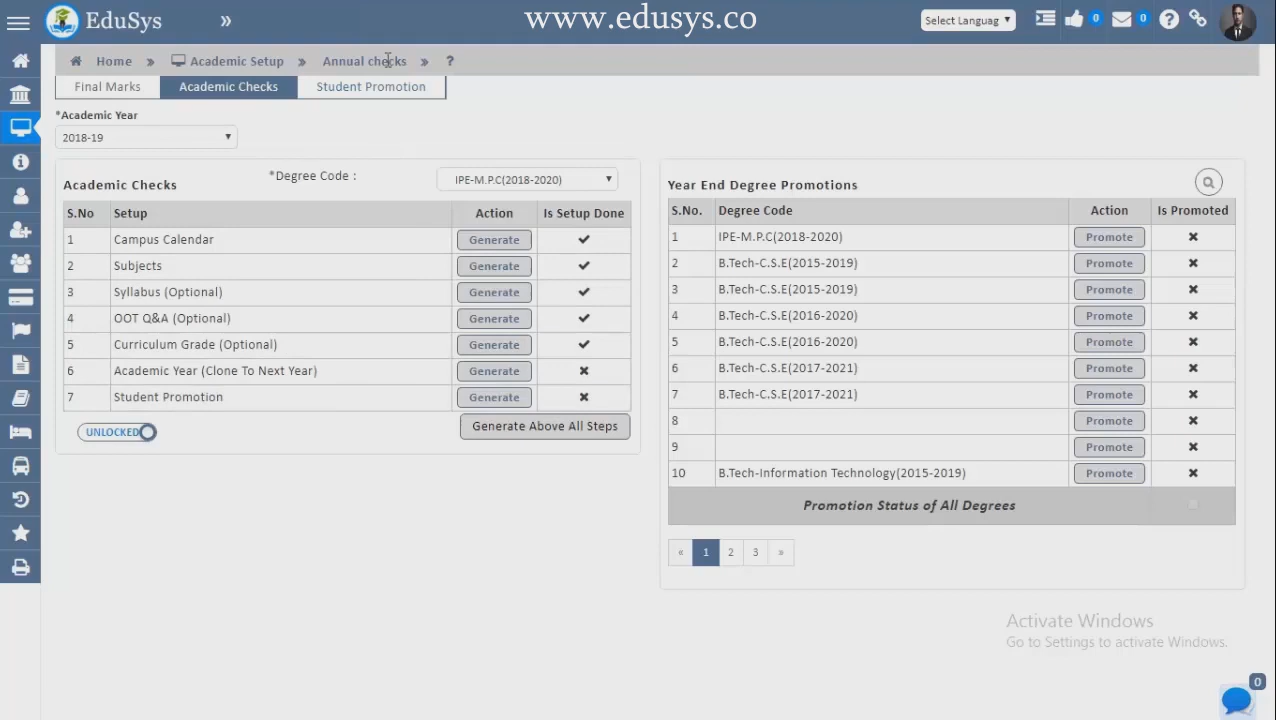 EduSys »
www.edusys.co
Select Languag
0
0
Home » Academic Setup » Annual checks » ?
Final Marks Academic Checks Student Promotion
*Academic Year
2018-19
Academic Checks *Degree Code : IPE-M.P.C(2018-2020)
S.No Setup Action Is Setup Done
1 Campus Calendar Generate
2 Subjects Generate
3 Syllabus (Optional) Generate
4 OOT Q&A (Optional) Generate
5 Curriculum Grade (Optional) Generate
6 Academic Year (Clone To Next Year) Generate
7 Student Promotion Generate
UNLOCKED Generate Above All Steps
Year End Degree Promotions
S.No. Degree Code Action Is Promoted
1 IPE-M.P.C(2018-2020) Promote
2 B.Tech-C.S.E(2015-2019) Promote
3 B.Tech-C.S.E(2015-2019) Promote
4 B.Tech-C.S.E(2016-2020) Promote
5 B.Tech-C.S.E(2016-2020) Promote
6 B.Tech-C.S.E(2017-2021) Promote
7 B.Tech-C.S.E(2017-2021) Promote
8 Promote
9 Promote
10 B.Tech-Information Technology(2015-2019) Promote
Promotion Status of All Degrees
« 1 2 3 »
Activate Windows
Go to Settings to activate Windows.
0